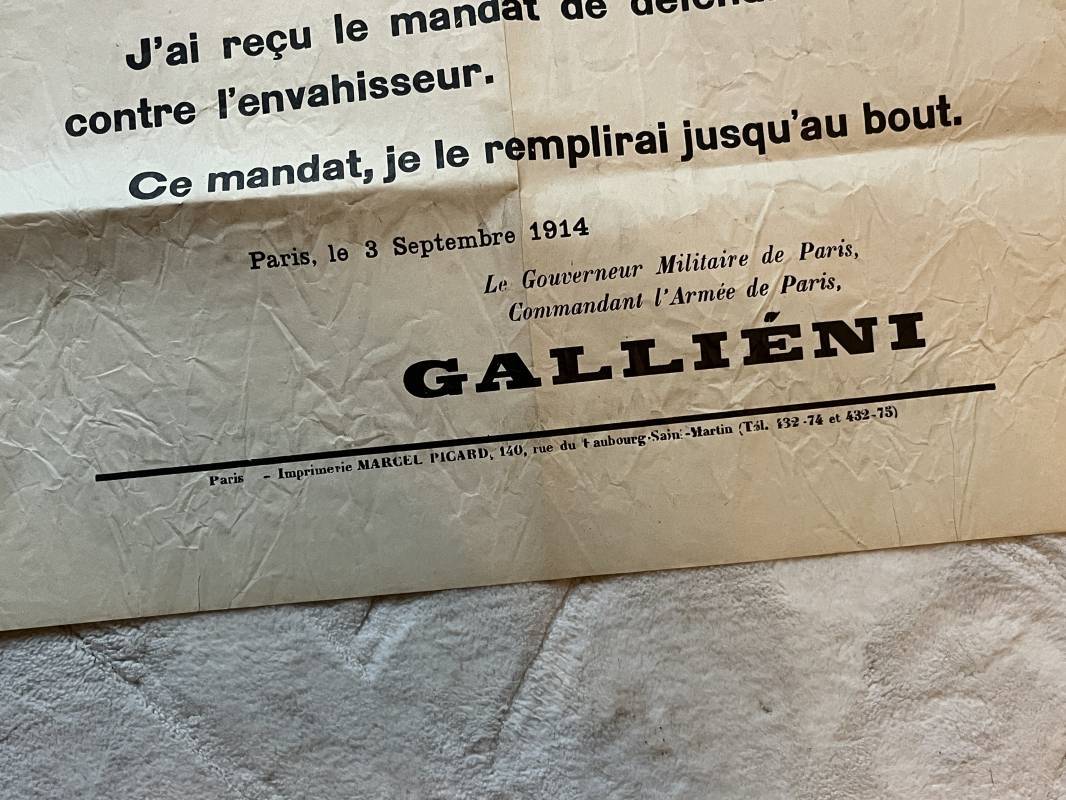 J'ai reçu le mandat de
contre l'envahisseur.
Ce mandat, je le remplirai jusqu'au bout.
Paris, le 3 Septembre 1914
Le Gouverneur Militaire de Paris,
Commandant l'Armée de Paris,
GALLIÉNI
Paris - Imprimerie MARCEL PICARD, 140, rue du Faubourg-Saint-Martin (Tél. 432-74 et 432-75)